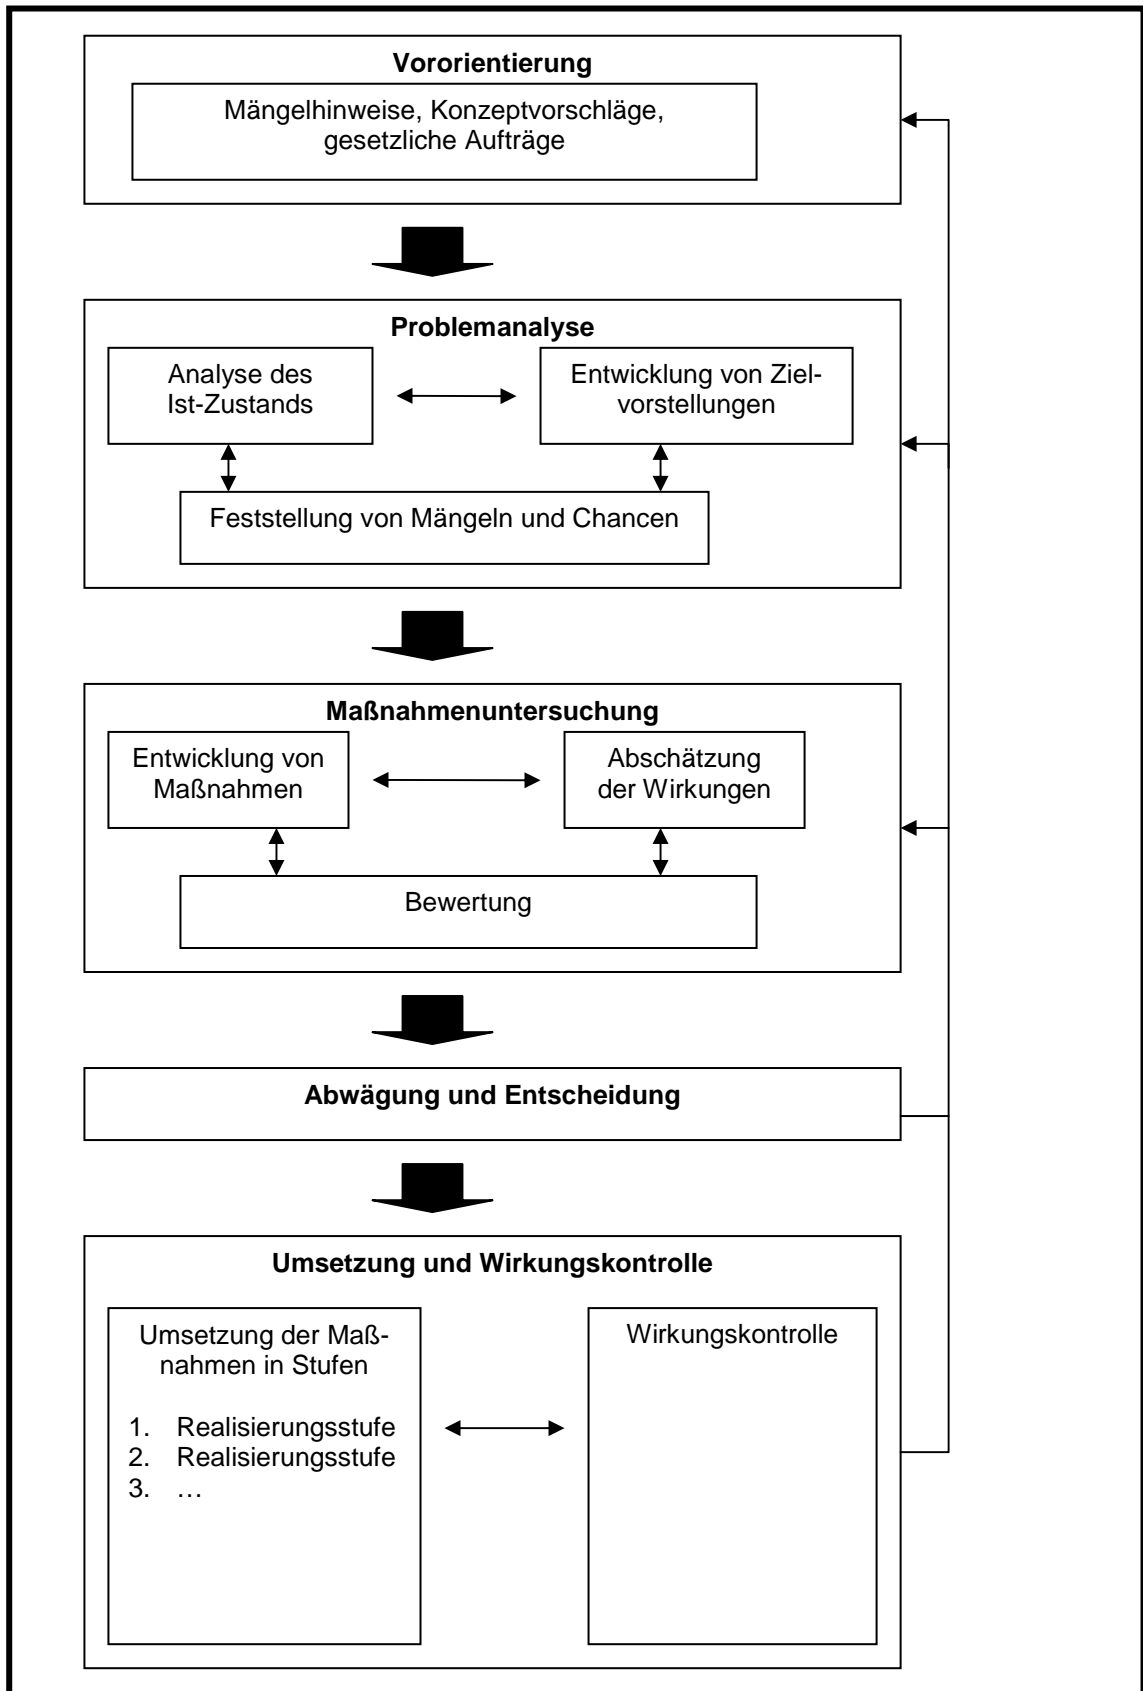 Vororientierung
Mängelhinweise, Konzeptvorschläge,
gesetzliche Aufträge
Problemanalyse
Analyse des
Ist-Zustands
Entwicklung von Ziel-
vorstellungen
Feststellung von Mängeln und Chancen
Maßnahmenuntersuchung
Entwicklung von
Maßnahmen
Abschätzung
der Wirkungen
Bewertung
Abwägung und Entscheidung
Umsetzung und Wirkungskontrolle
Umsetzung der Maß-
nahmen in Stufen
1. Realisierungsstufe
2. Realisierungsstufe
3. …
Wirkungskontrolle